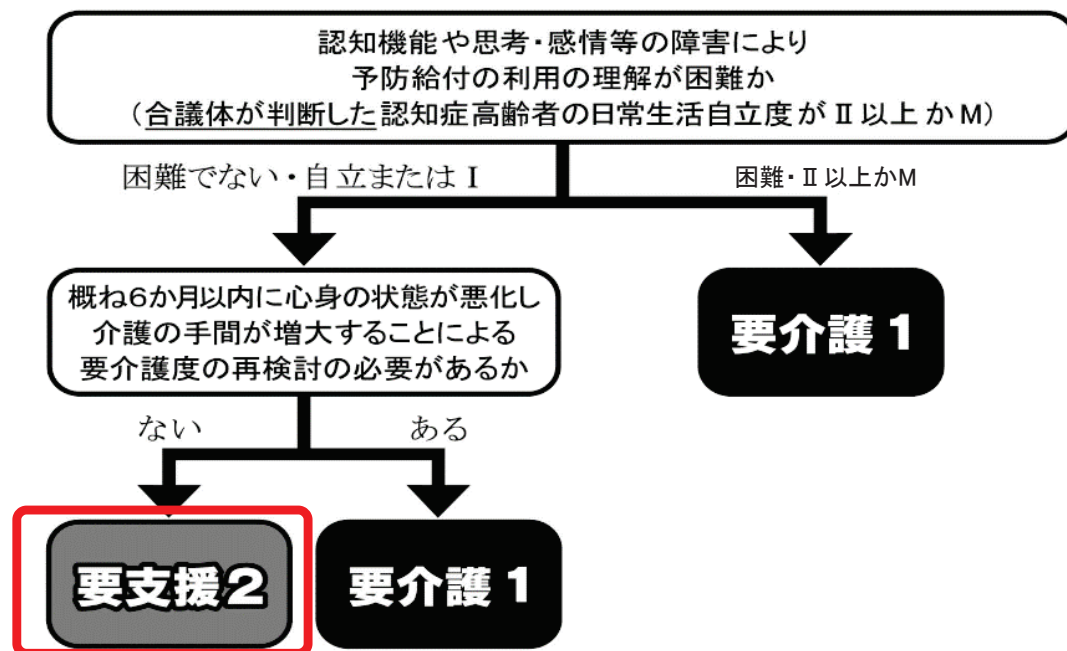 認知機能や思考・感情等の障害により
予防給付の利用の理解が困難か
（合議体が判断した認知症高齢者の日常生活自立度がⅡ以上かM）
困難でない・自立またはⅠ
困難・Ⅱ以上かM
概ね６か月以内に心身の状態が悪化し
介護の手間が増大することによる
要介護度の再検討の必要があるか
要介護１
ない
ある
要支援２
要介護１